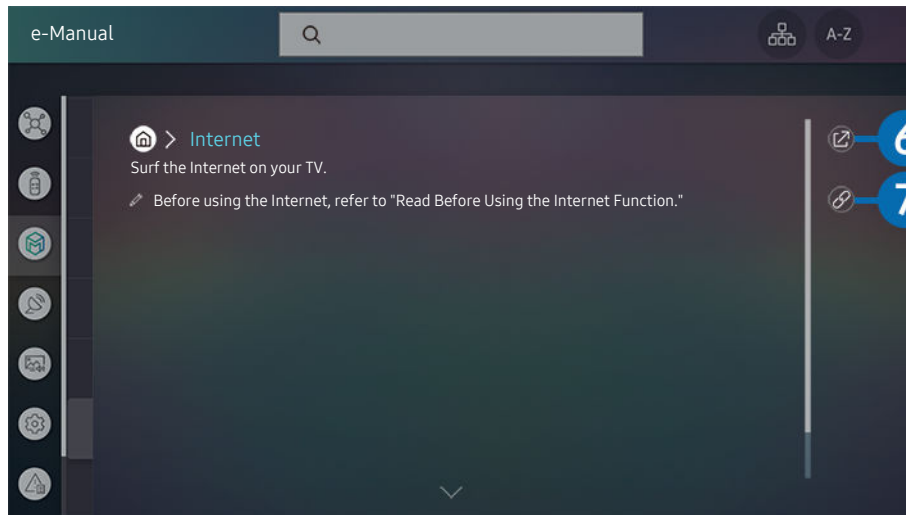 e-Manual
A-Z
> Internet
Surf the Internet on your TV.
Before using the Internet, refer to "Read Before Using the Internet Function."
6
7